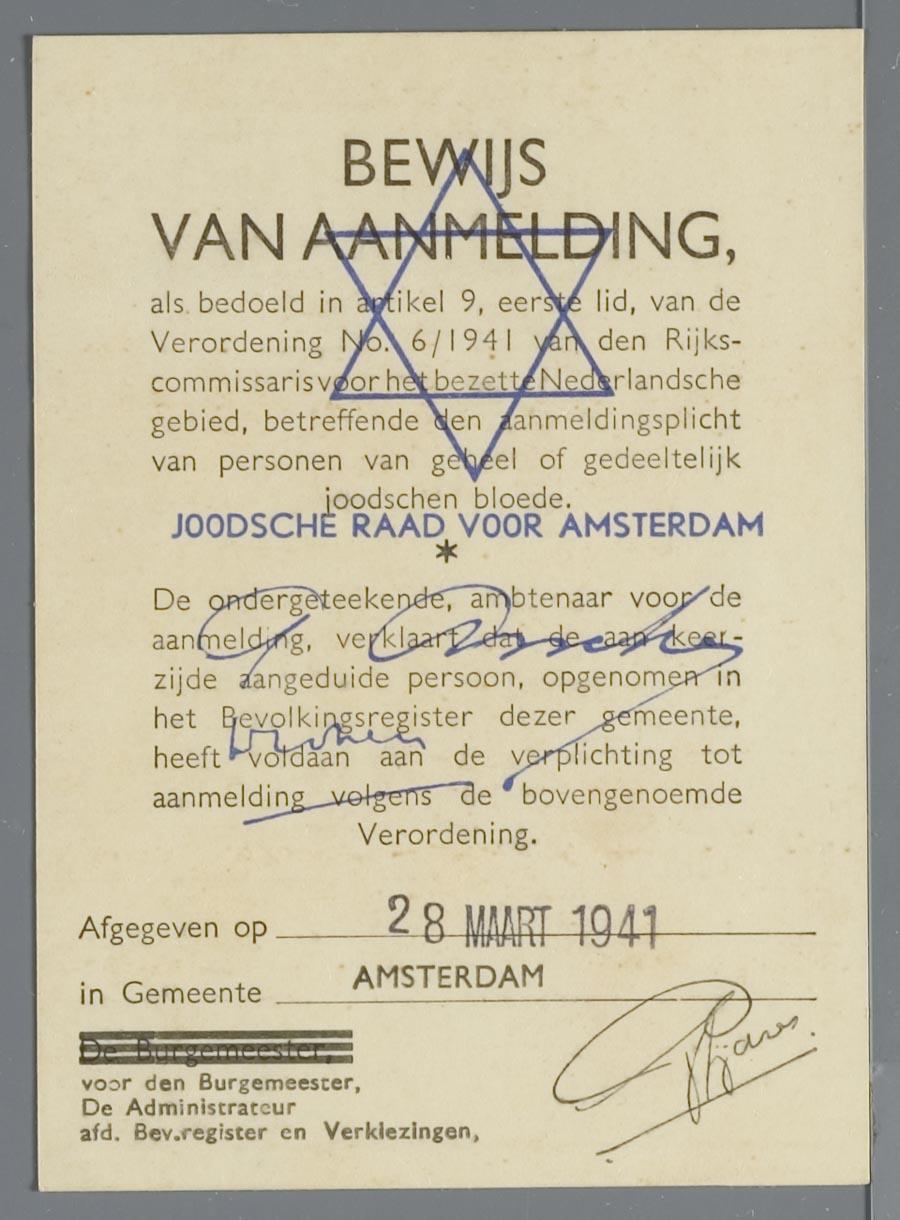 BEWIJS
VAN AANMELDING,
als bedoeld in artikel 9, eerste lid, van de
Verordening No. 6/1941 van den Rijks-
commissaris voor het bezette Nederlandsche
gebied, betreffende den aanmeldingsplicht
van personen van geheel of gedeeltelijk
joodschen bloede.
JOODSCHE RAAD VOOR AMSTERDAM
*
De ondergeteekende, ambtenaar voor de
aanmelding, verklaart dat de aan keer-
zijde aangeduide persoon, opgenomen in
het Bevolkingsregister dezer gemeente,
heeft voldaan aan de verplichting tot
aanmelding volgens de bovengenoemde
Verordening.
Afgegeven op 28 MAART 1941
in Gemeente AMSTERDAM
De Burgemeester,
voor den Burgemeester,
De Administrateur
afd. Bev.register en Verkiezingen,